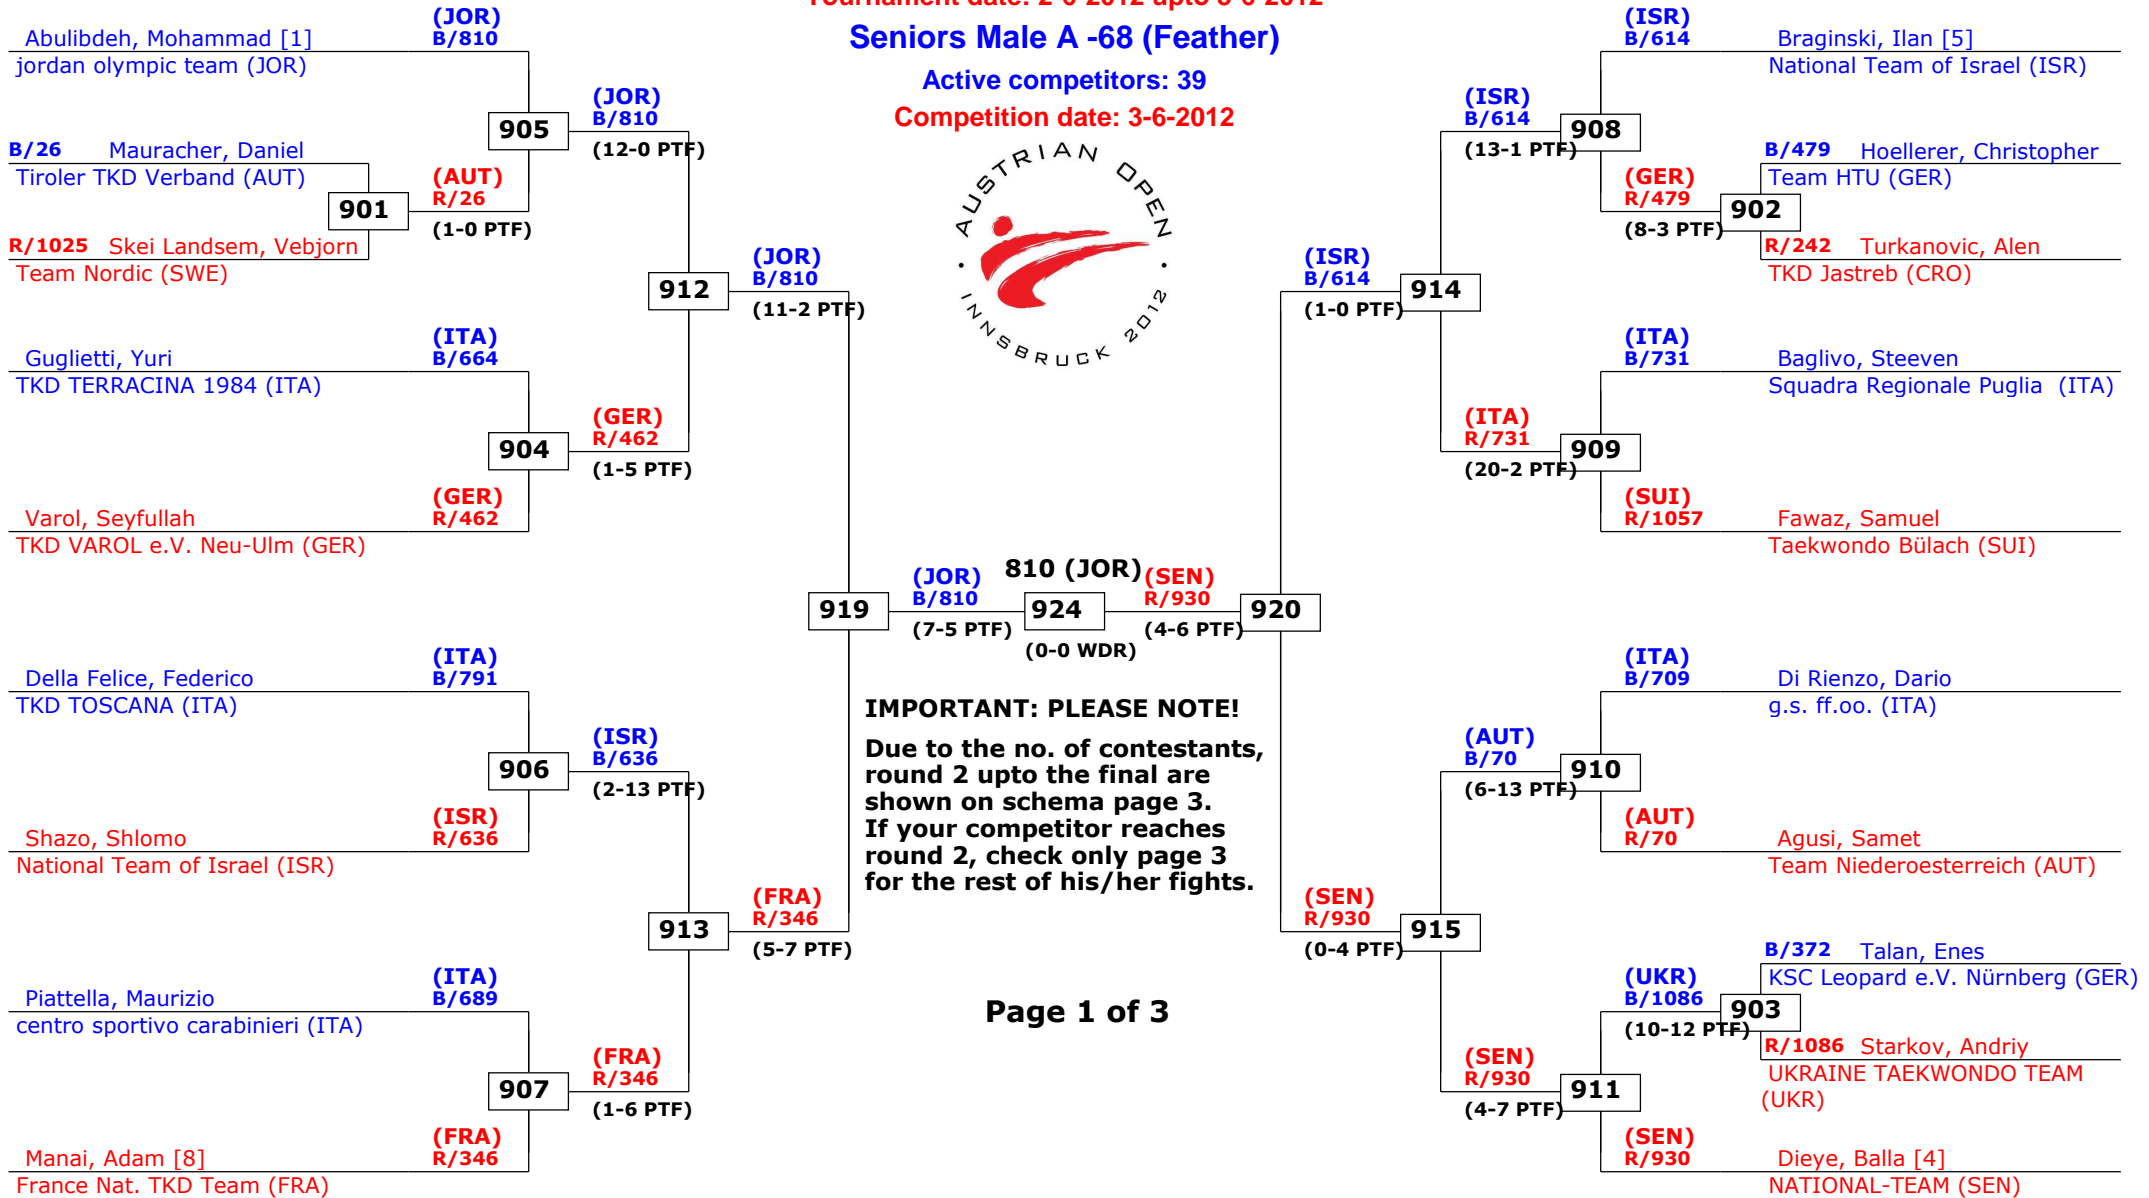 Tournament date: 2-6-2012 upto 3-6-2012
Seniors Male A -68 (Feather)
Active competitors: 39
Competition date: 3-6-2012
AUSTRIAN OPEN
· INNSBRUCK 2012 ·
Abulibdeh, Mohammad [1]
jordan olympic team (JOR)
(JOR)
B/810
905
(JOR)
B/810
(12-0 PTF)
B/26 Mauracher, Daniel
Tiroler TKD Verband (AUT)
901
(AUT)
R/26
(1-0 PTF)
R/1025 Skei Landsem, Vebjorn
Team Nordic (SWE)
912
(JOR)
B/810
(11-2 PTF)
Guglietti, Yuri
TKD TERRACINA 1984 (ITA)
(ITA)
B/664
904
(GER)
R/462
(1-5 PTF)
Varol, Seyfullah
TKD VAROL e.V. Neu-Ulm (GER)
(GER)
R/462
919
(JOR)
B/810
(7-5 PTF)
810 (JOR)
924
(0-0 WDR)
(SEN)
R/930
(4-6 PTF)
920
Della Felice, Federico
TKD TOSCANA (ITA)
(ITA)
B/791
906
(ISR)
B/636
(2-13 PTF)
Shazo, Shlomo
National Team of Israel (ISR)
(ISR)
R/636
913
(FRA)
R/346
(5-7 PTF)
Piattella, Maurizio
centro sportivo carabinieri (ITA)
(ITA)
B/689
907
(FRA)
R/346
(1-6 PTF)
Manai, Adam [8]
France Nat. TKD Team (FRA)
(FRA)
R/346
IMPORTANT: PLEASE NOTE!
Due to the no. of contestants,
round 2 upto the final are
shown on schema page 3.
If your competitor reaches
round 2, check only page 3
for the rest of his/her fights.
Page 1 of 3
(ISR)
B/614
Braginski, Ilan [5]
National Team of Israel (ISR)
(ISR)
B/614
(13-1 PTF)
908
B/479 Hoellerer, Christopher
Team HTU (GER)
(GER)
R/479
(8-3 PTF)
902
R/242 Turkanovic, Alen
TKD Jastreb (CRO)
(ISR)
B/614
(1-0 PTF)
914
(ITA)
B/731
Baglivo, Steeven
Squadra Regionale Puglia (ITA)
(ITA)
R/731
(20-2 PTF)
909
(SUI)
R/1057
Fawaz, Samuel
Taekwondo Bülach (SUI)
(ITA)
B/709
Di Rienzo, Dario
g.s. ff.oo. (ITA)
(AUT)
B/70
(6-13 PTF)
910
(AUT)
R/70
Agusi, Samet
Team Niederoesterreich (AUT)
(SEN)
R/930
(0-4 PTF)
915
B/372 Talan, Enes
KSC Leopard e.V. Nürnberg (GER)
(UKR)
B/1086
(10-12 PTF)
903
R/1086 Starkov, Andriy
UKRAINE TAEKWONDO TEAM
(UKR)
(SEN)
R/930
(4-7 PTF)
911
(SEN)
R/930
Dieye, Balla [4]
NATIONAL-TEAM (SEN)